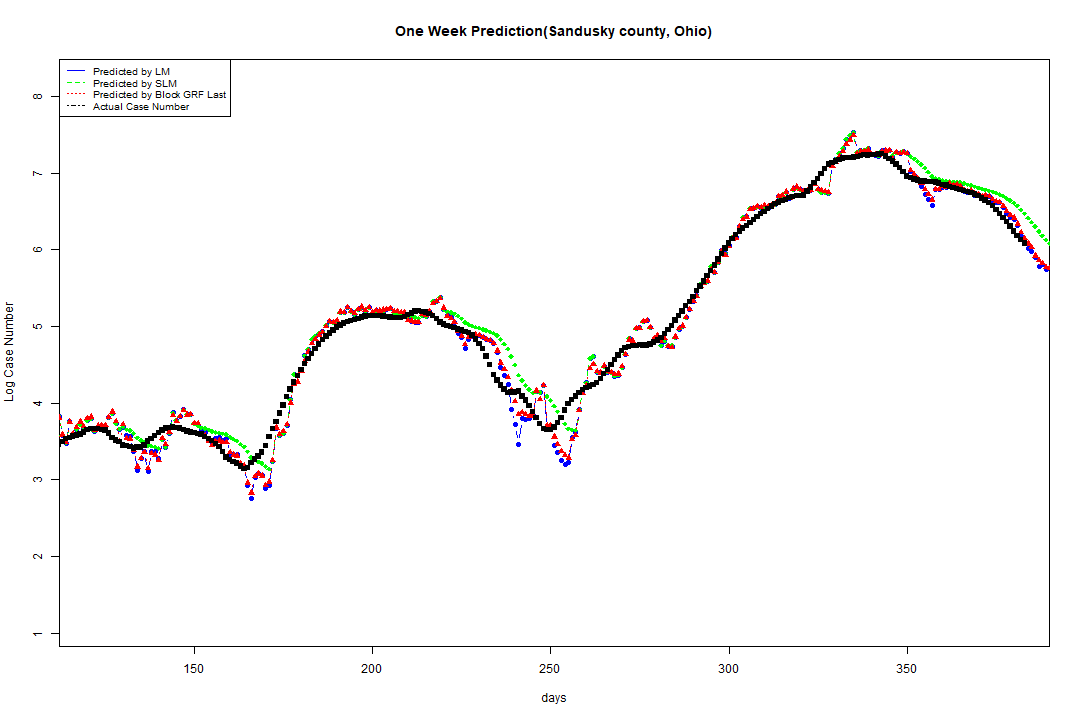 One Week Prediction(Sandusky county, Ohio)
Predicted by LM
Predicted by SLM
Predicted by Block GRF Last
Actual Case Number
Log Case Number
8
7
6
5
4
3
2
1
150 200 250 300 350
days